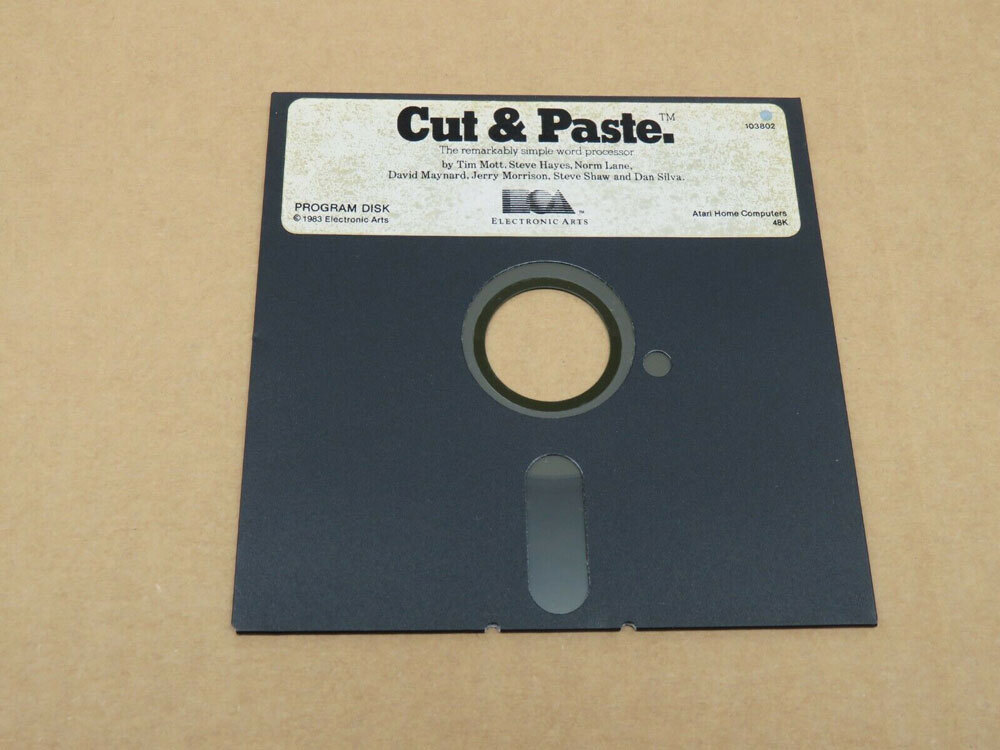 Cut & Paste.™
103802
The remarkably simple word processor
by Tim Mott, Steve Hayes, Norm Lane,
David Maynard, Jerry Morrison, Steve Shaw and Dan Silva.
ECA™
ELECTRONIC ARTS
PROGRAM DISK
© 1983 Electronic Arts
Atari Home Computers
48K